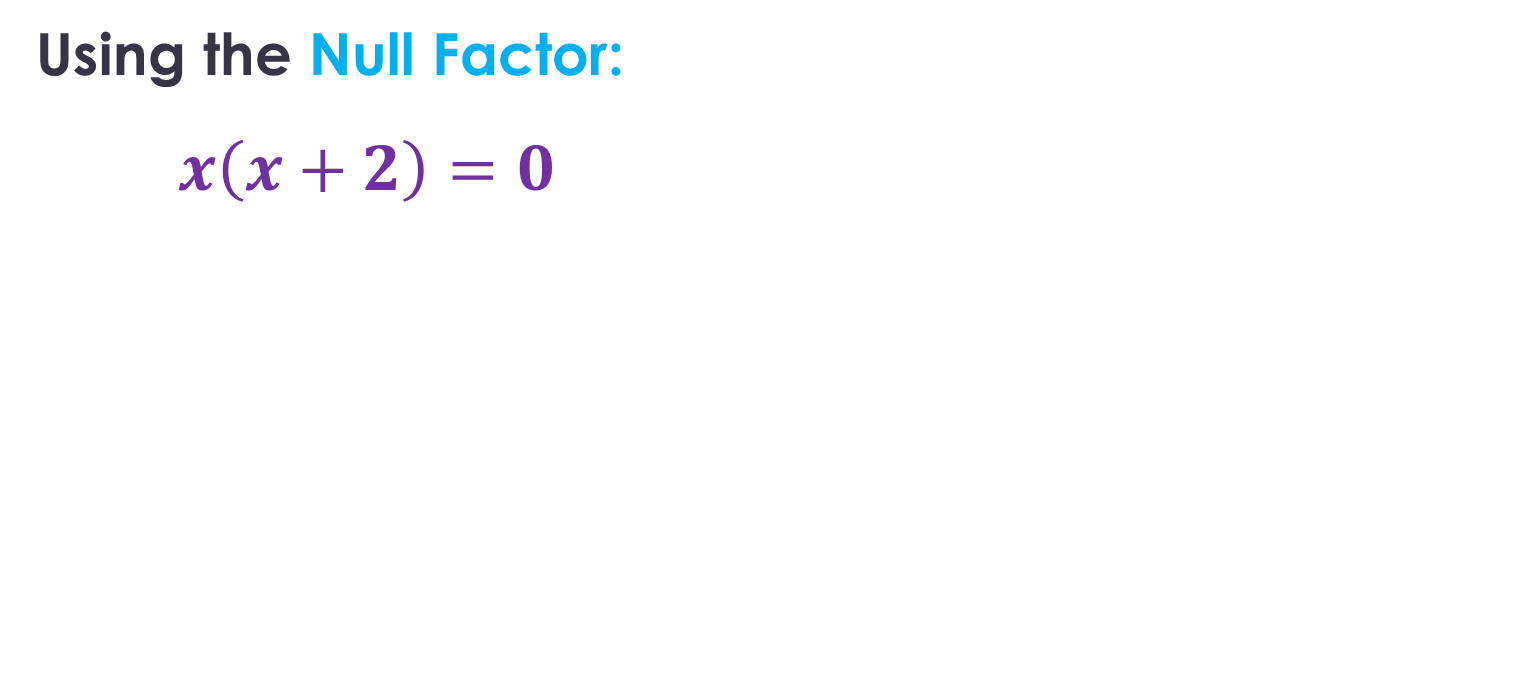 Using the Null Factor:
x(x + 2) = 0